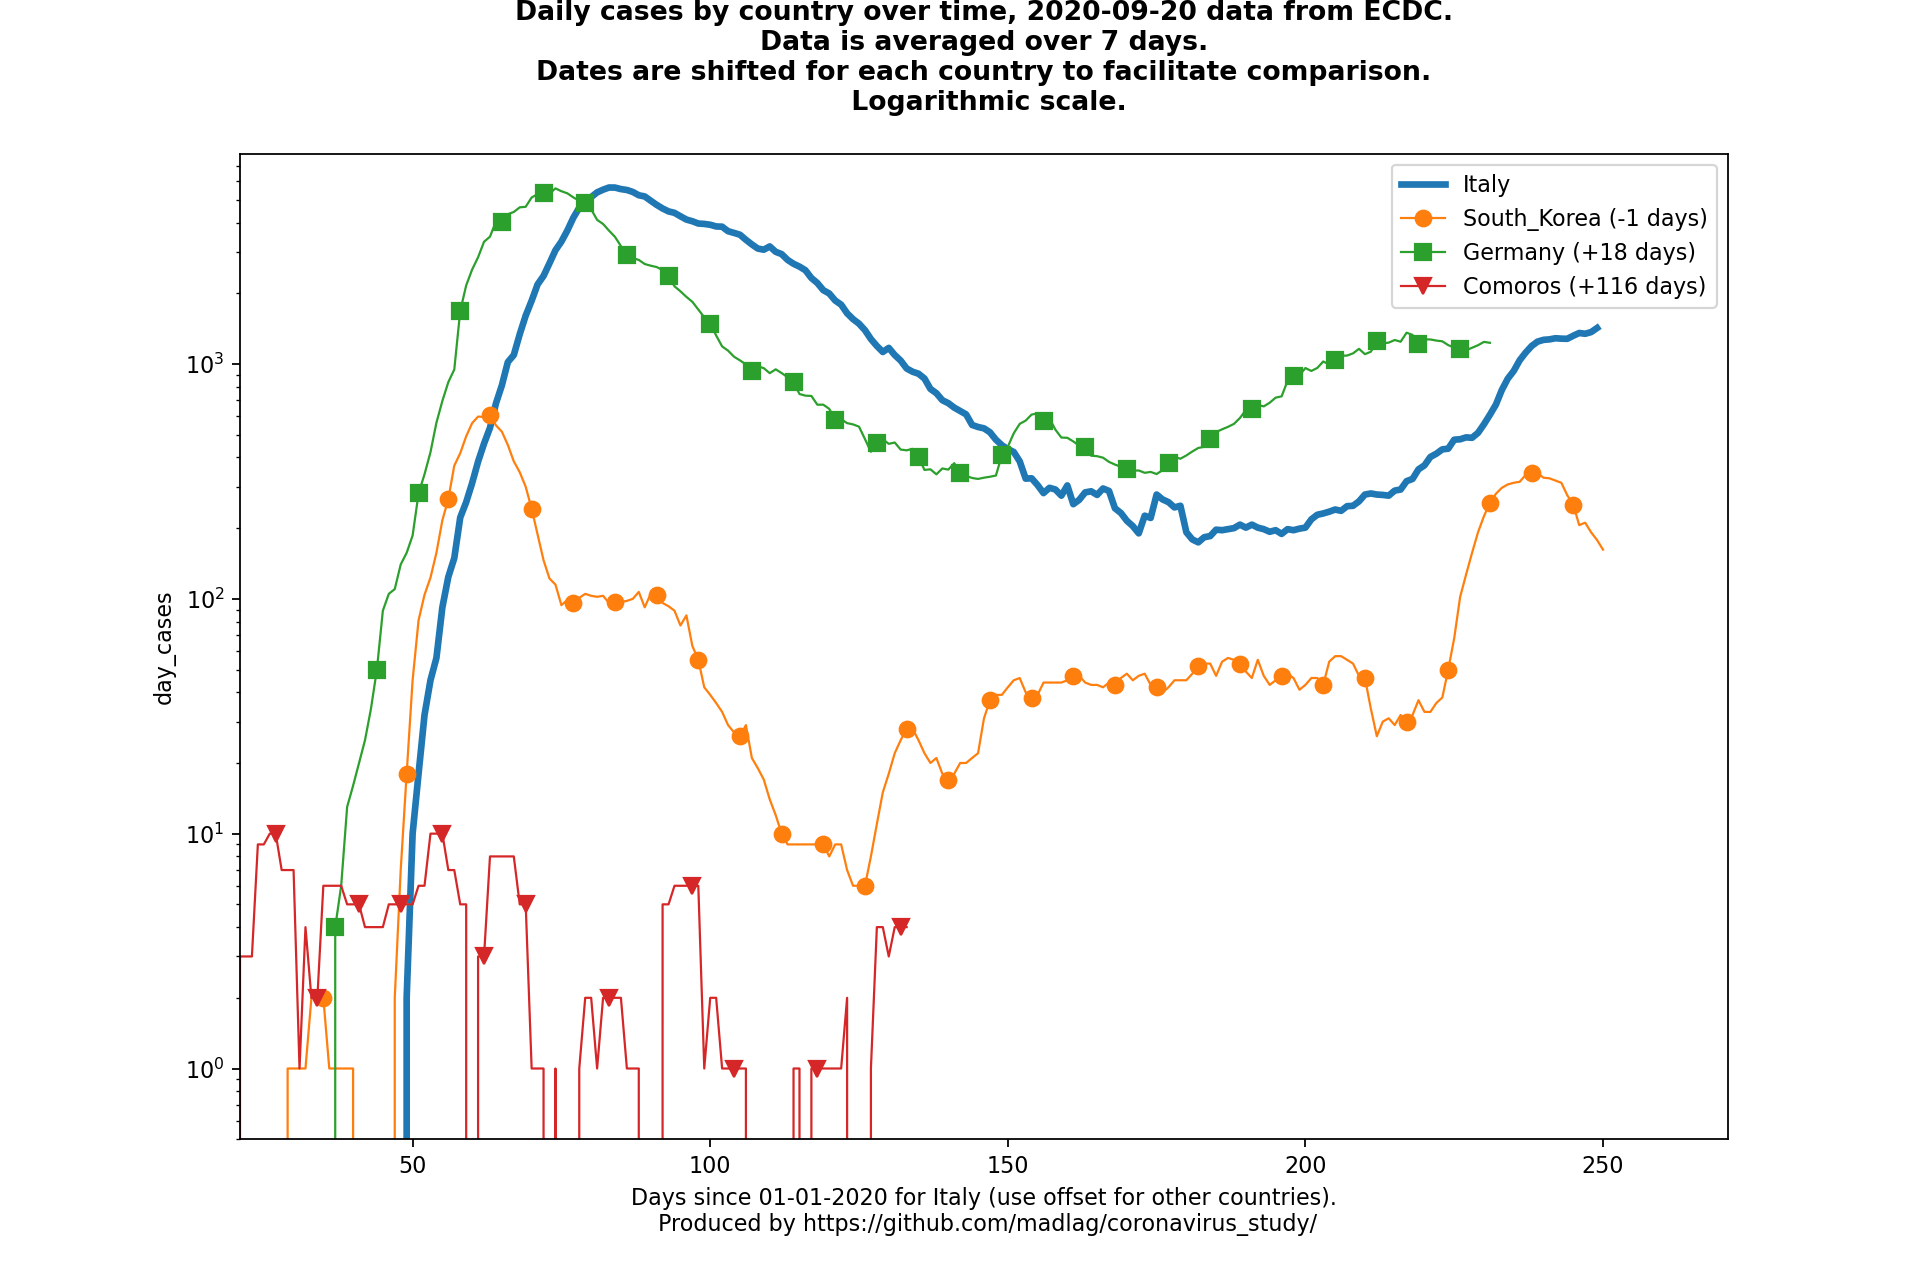 Daily cases by country over time, 2020-09-20 data from ECDC.
Data is averaged over 7 days.
Dates are shifted for each country to facilitate comparison.
Logarithmic scale.
Italy
South_Korea (-1 days)
Germany (+18 days)
Comoros (+116 days)
day_cases
10³
10²
10¹
10⁰
50 100 150 200 250
Days since 01-01-2020 for Italy (use offset for other countries).
Produced by https://github.com/madlag/coronavirus_study/